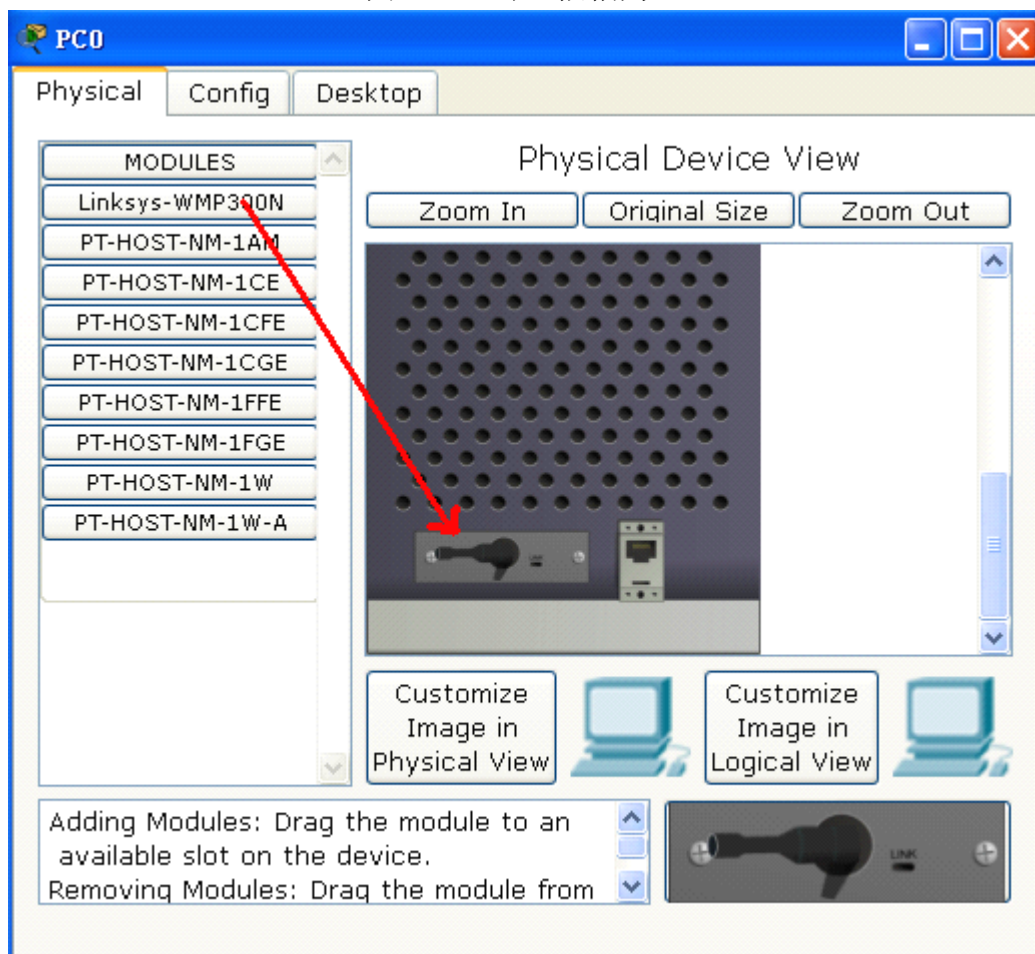 PC0
Physical Config Desktop
MODULES
Linksys-WMP300N
PT-HOST-NM-1AM
PT-HOST-NM-1CE
PT-HOST-NM-1CFE
PT-HOST-NM-1CGE
PT-HOST-NM-1FFE
PT-HOST-NM-1FGE
PT-HOST-NM-1W
PT-HOST-NM-1W-A
Physical Device View
Zoom In Original Size Zoom Out
Customize
Image in
Physical View
Customize
Image in
Logical View
Adding Modules: Drag the module to an
available slot on the device.
Removing Modules: Drag the module from
LINK